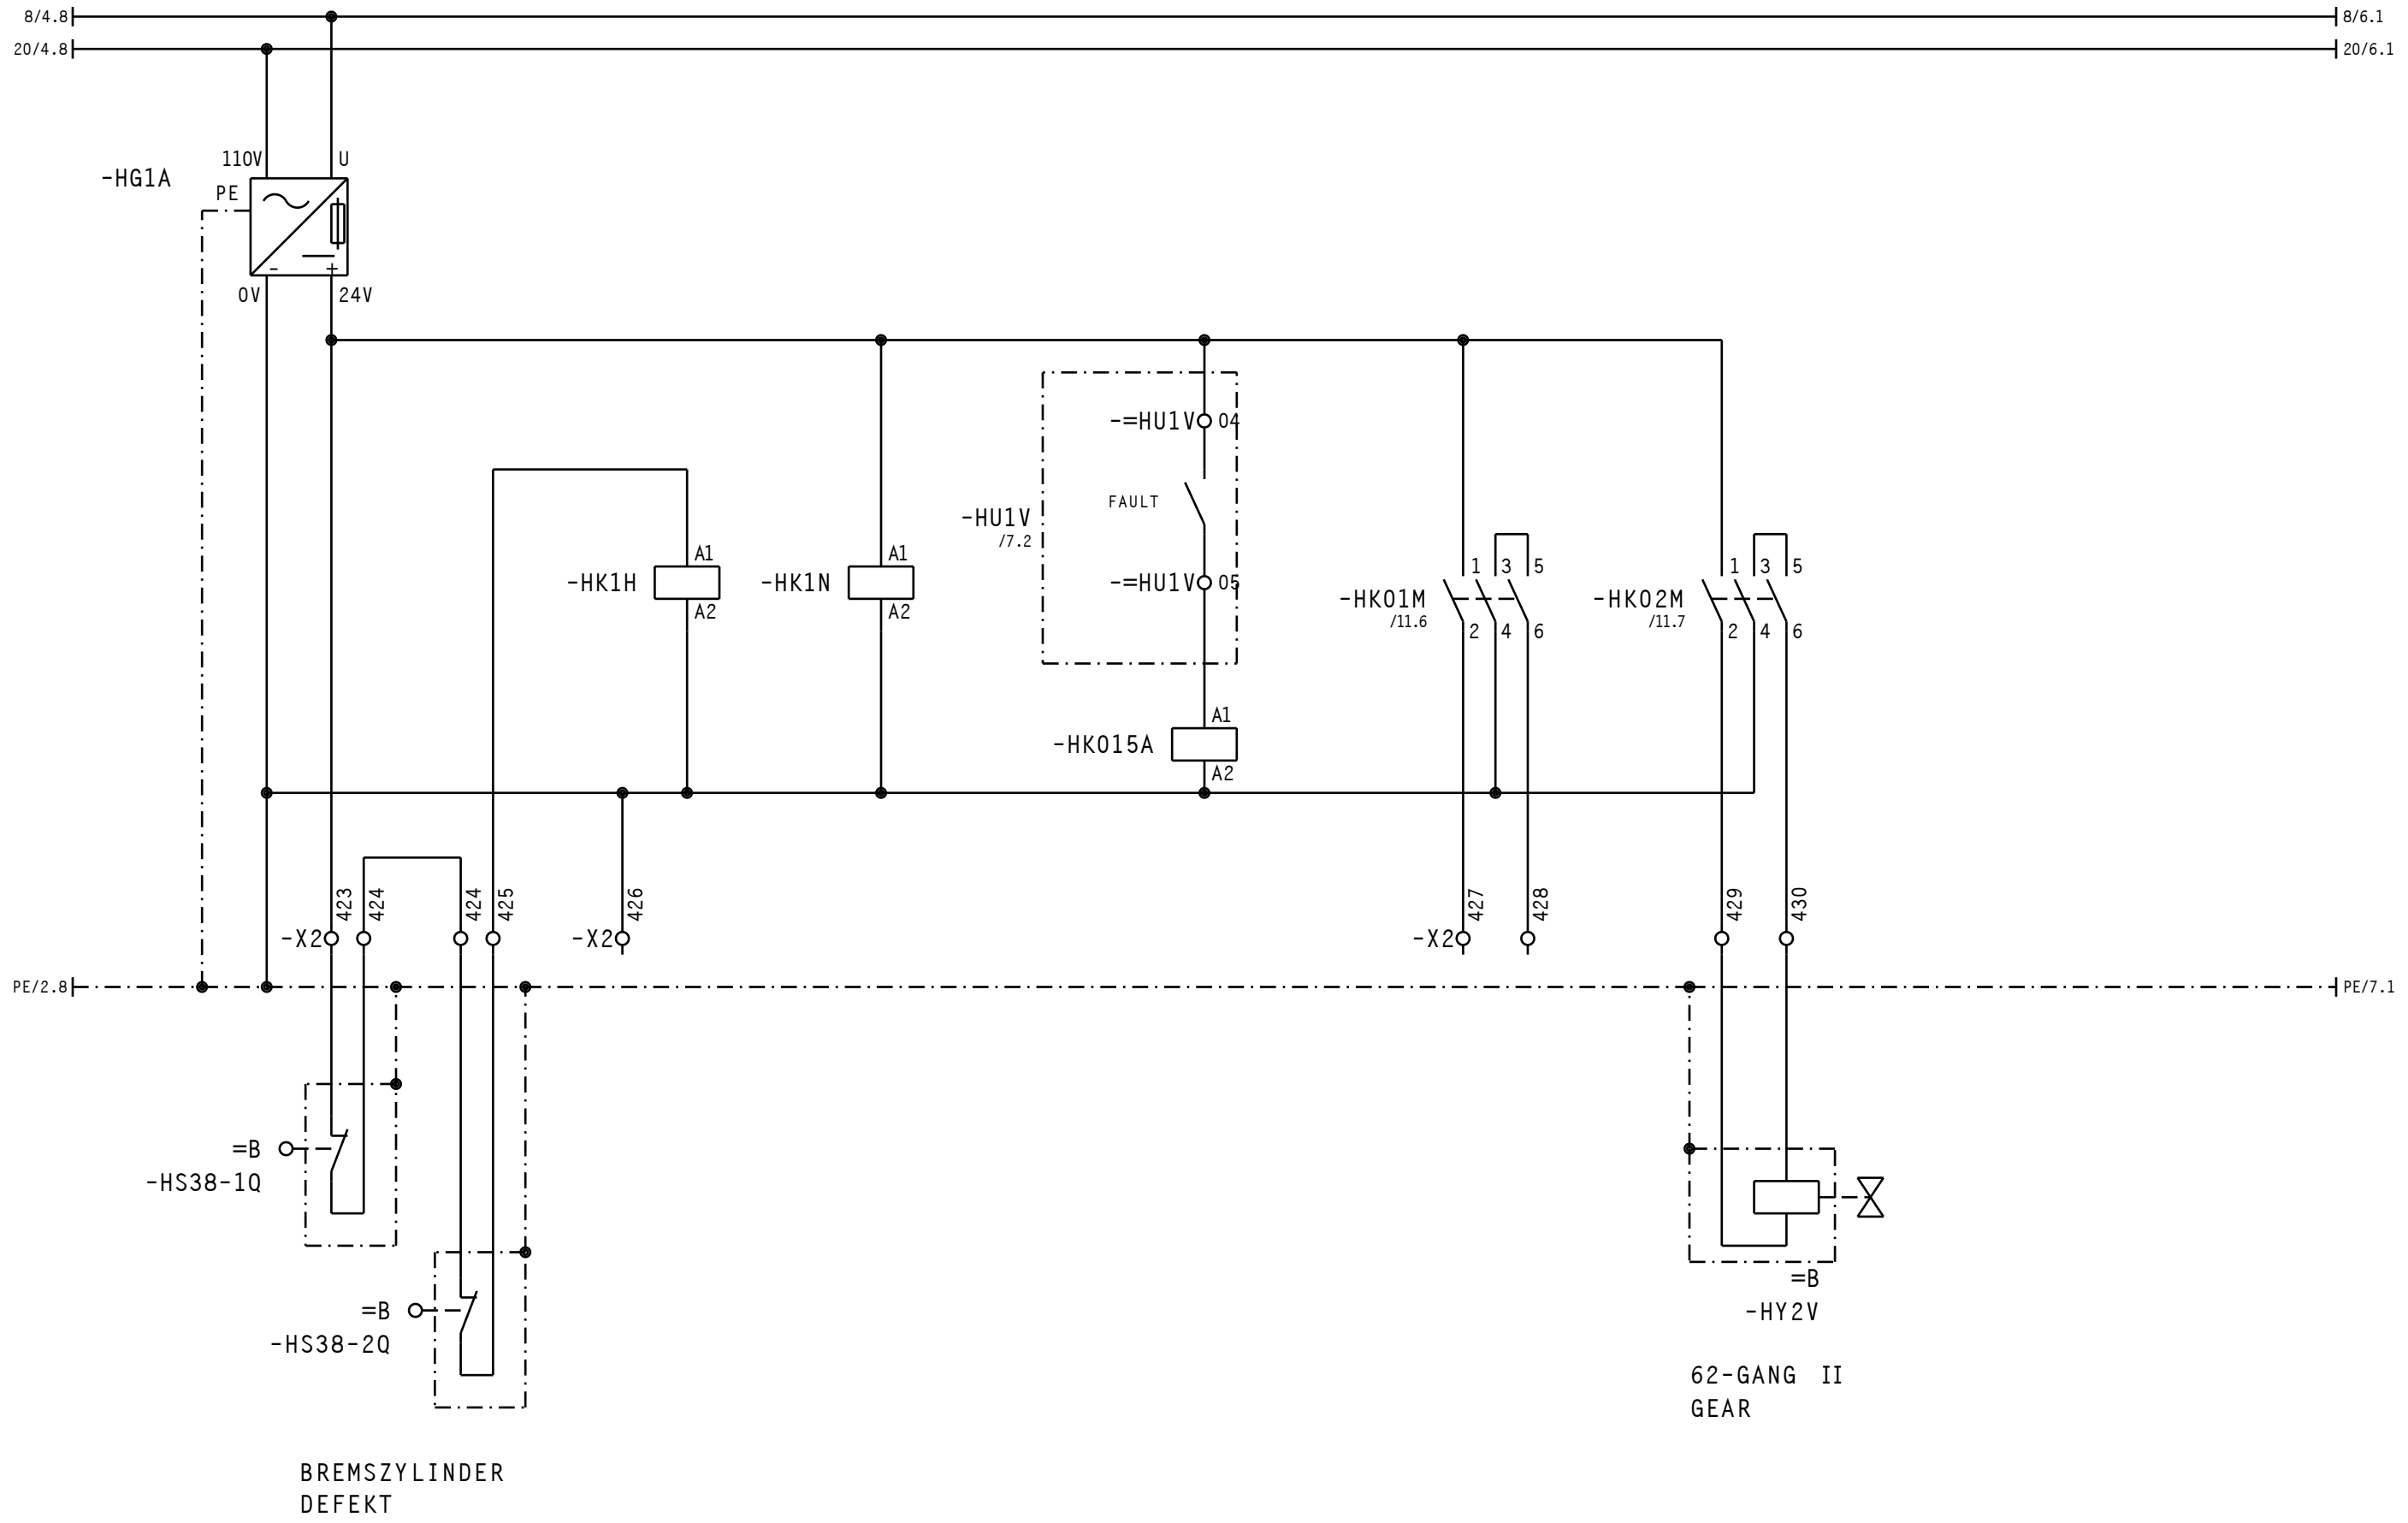 8/4.8
8/6.1
20/4.8
20/6.1
110V
U
-HG1A
PE
-
+
0V
24V
-=HU1V
04
FAULT
-HU1V
/7.2
-=HU1V
05
-HK1H
A1
A2
-HK1N
A1
A2
-HK01M
/11.6
1
3
5
2
4
6
-HK02M
/11.7
1
3
5
2
4
6
-HK015A
A1
A2
423
424
424
425
426
427
428
429
430
-X2
-X2
-X2
PE/2.8
PE/7.1
=B
-HS38-1Q
=B
-HS38-2Q
=B
-HY2V
62-GANG II
GEAR
BREMSZYLINDER
DEFEKT